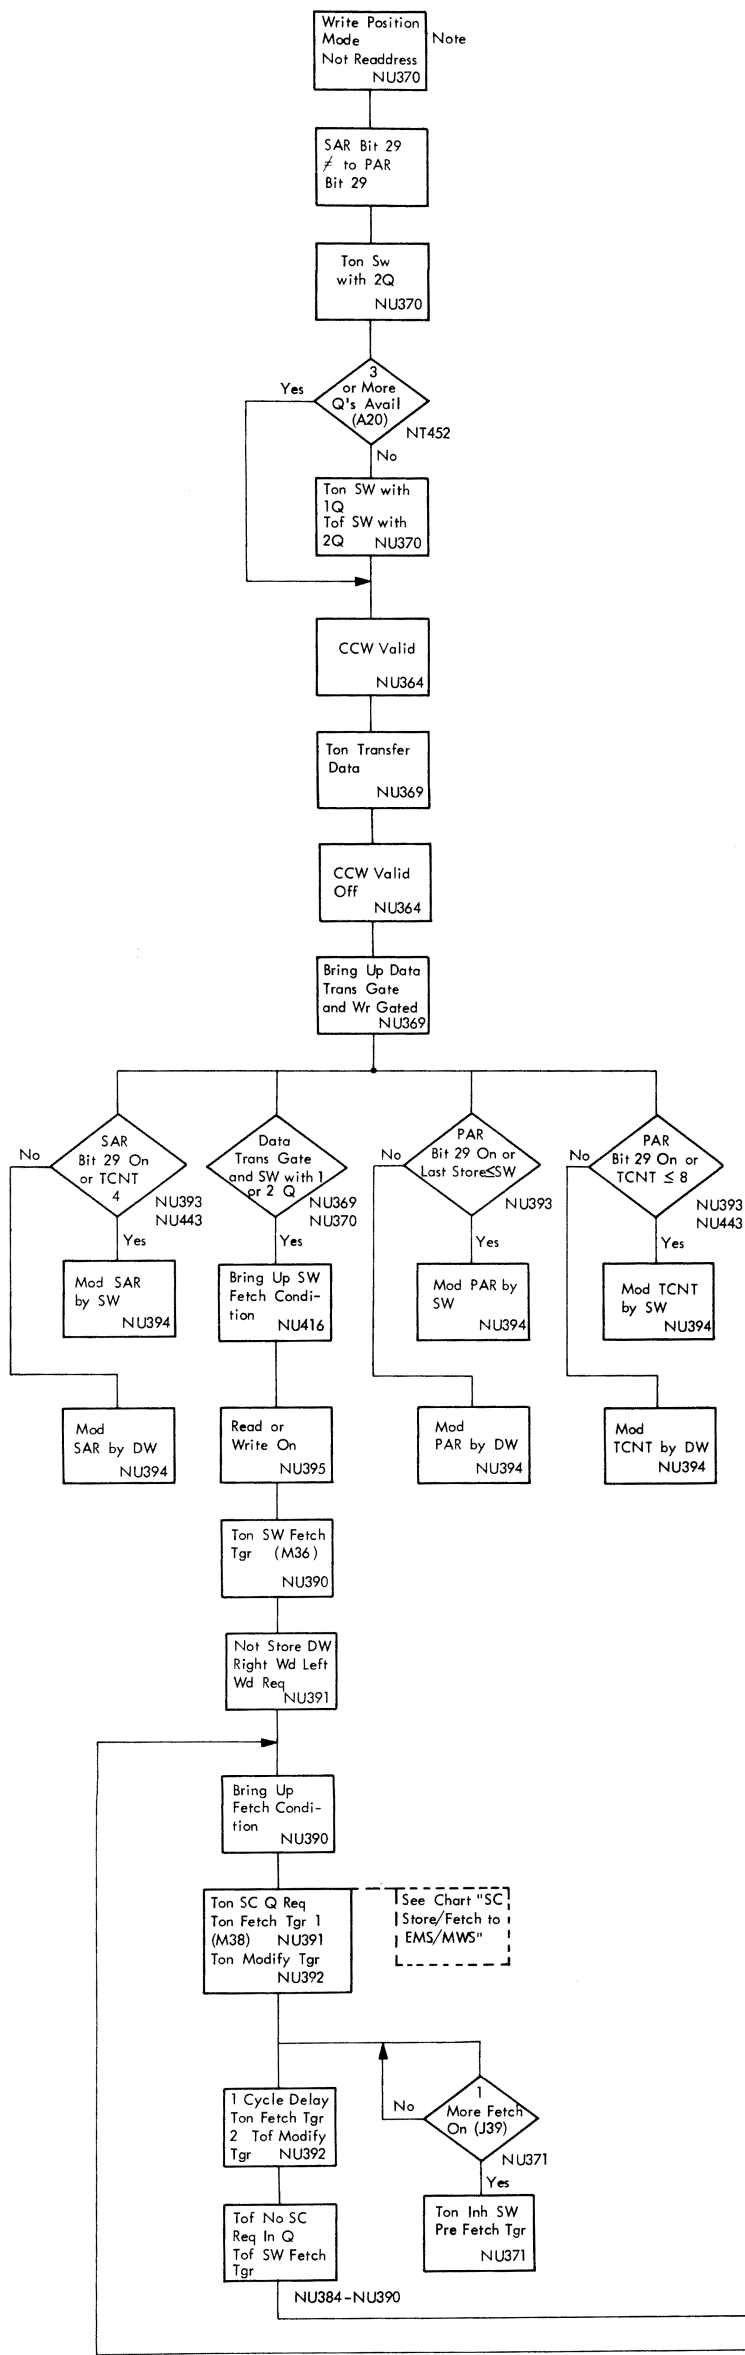 Write Position
Mode
Not Readdress
NU370
Note
SAR Bit 29
≠ to PAR
Bit 29
Ton Sw
with 2Q
NU370
3
or More
Q's Avail
(A20)
NT452
Yes
No
Ton SW with
1Q
Tof SW with
2Q
NU370
CCW Valid
NU364
Ton Transfer
Data
NU369
CCW Valid
Off
NU364
Bring Up Data
Trans Gate
and Wr Gated
NU369
No
SAR
Bit 29 On
or TCNT
4
NU393
NU443
Yes
Mod SAR
by SW
NU394
Mod
SAR by DW
NU394
Data
Trans Gate
and SW with 1
or 2 Q
NU369
NU370
Yes
Bring Up SW
Fetch Condi-
tion
NU416
Read or
Write On
NU395
Ton SW Fetch
Tgr (M36)
NU390
Not Store DW
Right Wd Left
Wd Req
NU391
No
PAR
Bit 29 On or
Last Store≤SW
NU393
Yes
Mod PAR by
SW
NU394
Mod
PAR by DW
NU394
No
PAR
Bit 29 On or
TCNT ≤ 8
NU393
NU443
Yes
Mod TCNT
by SW
NU394
Mod
TCNT by DW
NU394
Bring Up
Fetch Condi-
tion
NU390
Ton SC Q Req
Ton Fetch Tgr 1
(M38) NU391
Ton Modify Tgr
NU392
See Chart "SC
Store/Fetch to
EMS/MWS"
1 Cycle Delay
Ton Fetch Tgr
2 Tof Modify
Tgr NU392
No
1
More Fetch
On (J39)
NU371
Yes
Ton Inh SW
Pre Fetch Tgr
NU371
Tof No SC
Req In Q
Tof SW Fetch
Tgr
NU384-NU390